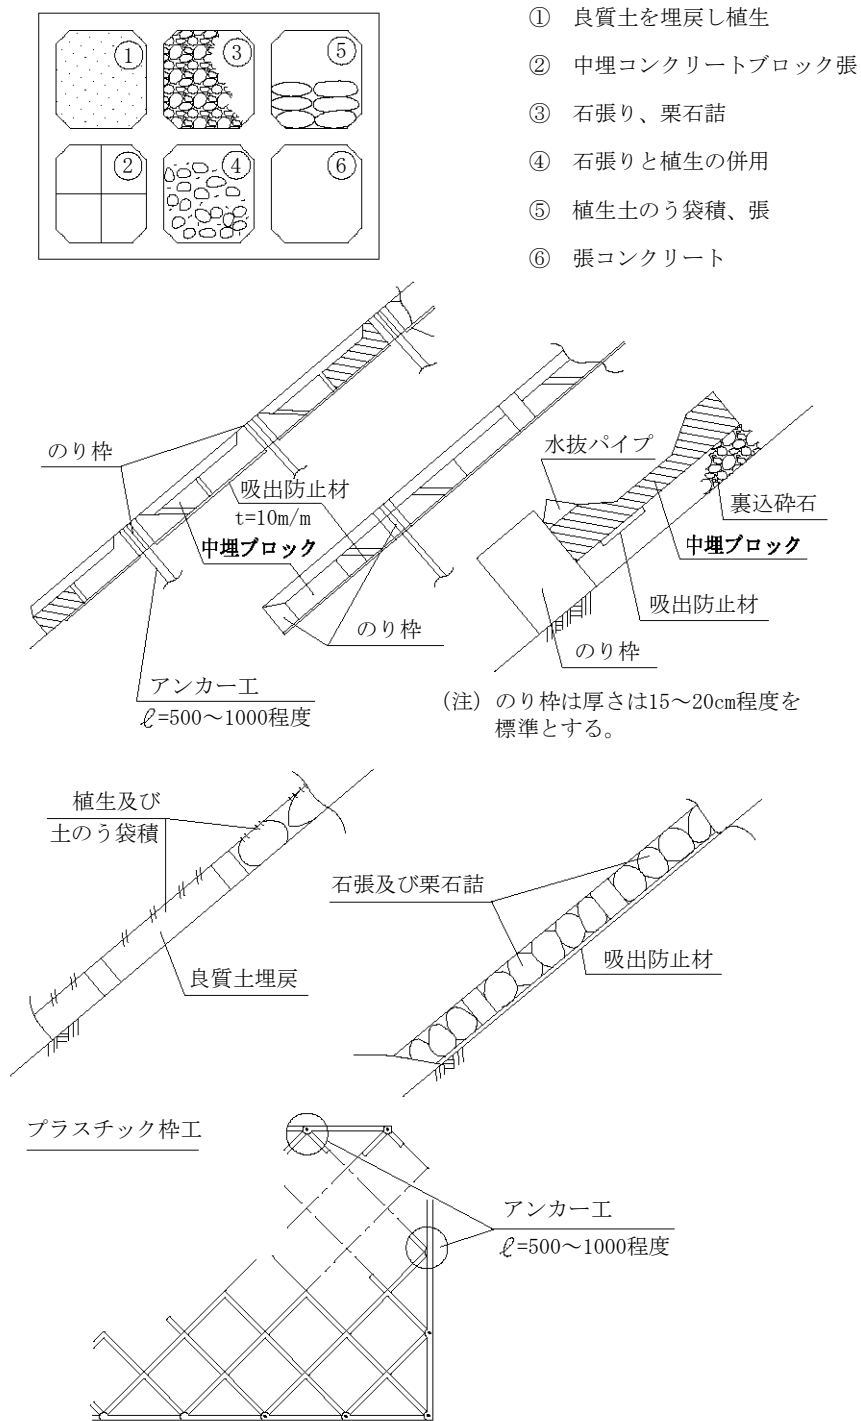 ① ③ ⑤
② ④ ⑥
① 良質土を埋戻し植生
② 中埋コンクリートブロック張
③ 石張り、栗石詰
④ 石張りと植生の併用
⑤ 植生土のう袋積、張
⑥ 張コンクリート
のり枠
吸出防止材
t=10m/m
中埋ブロック
のり枠
アンカー工
ℓ=500～1000程度
水抜パイプ
裏込砕石
中埋ブロック
吸出防止材
のり枠
(注) のり枠は厚さは15～20cm程度を
標準とする。
植生及び
土のう袋積
良質土埋戻
石張及び栗石詰
吸出防止材
プラスチック枠工
アンカー工
ℓ=500～1000程度